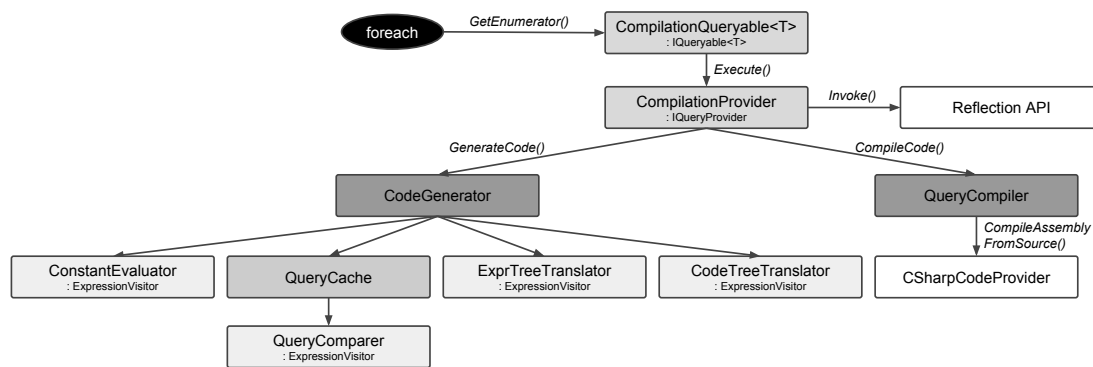 GetEnumerator()
foreach
CompilationQueryable<T>
: IQueryable<T>
Execute()
CompilationProvider
: IQueryProvider
Invoke()
Reflection API
GenerateCode()
CompileCode()
CodeGenerator
QueryCompiler
CompileAssembly
FromSource()
ConstantEvaluator
: ExpressionVisitor
QueryCache
ExprTreeTranslator
: ExpressionVisitor
CodeTreeTranslator
: ExpressionVisitor
CSharpCodeProvider
QueryComparer
: ExpressionVisitor